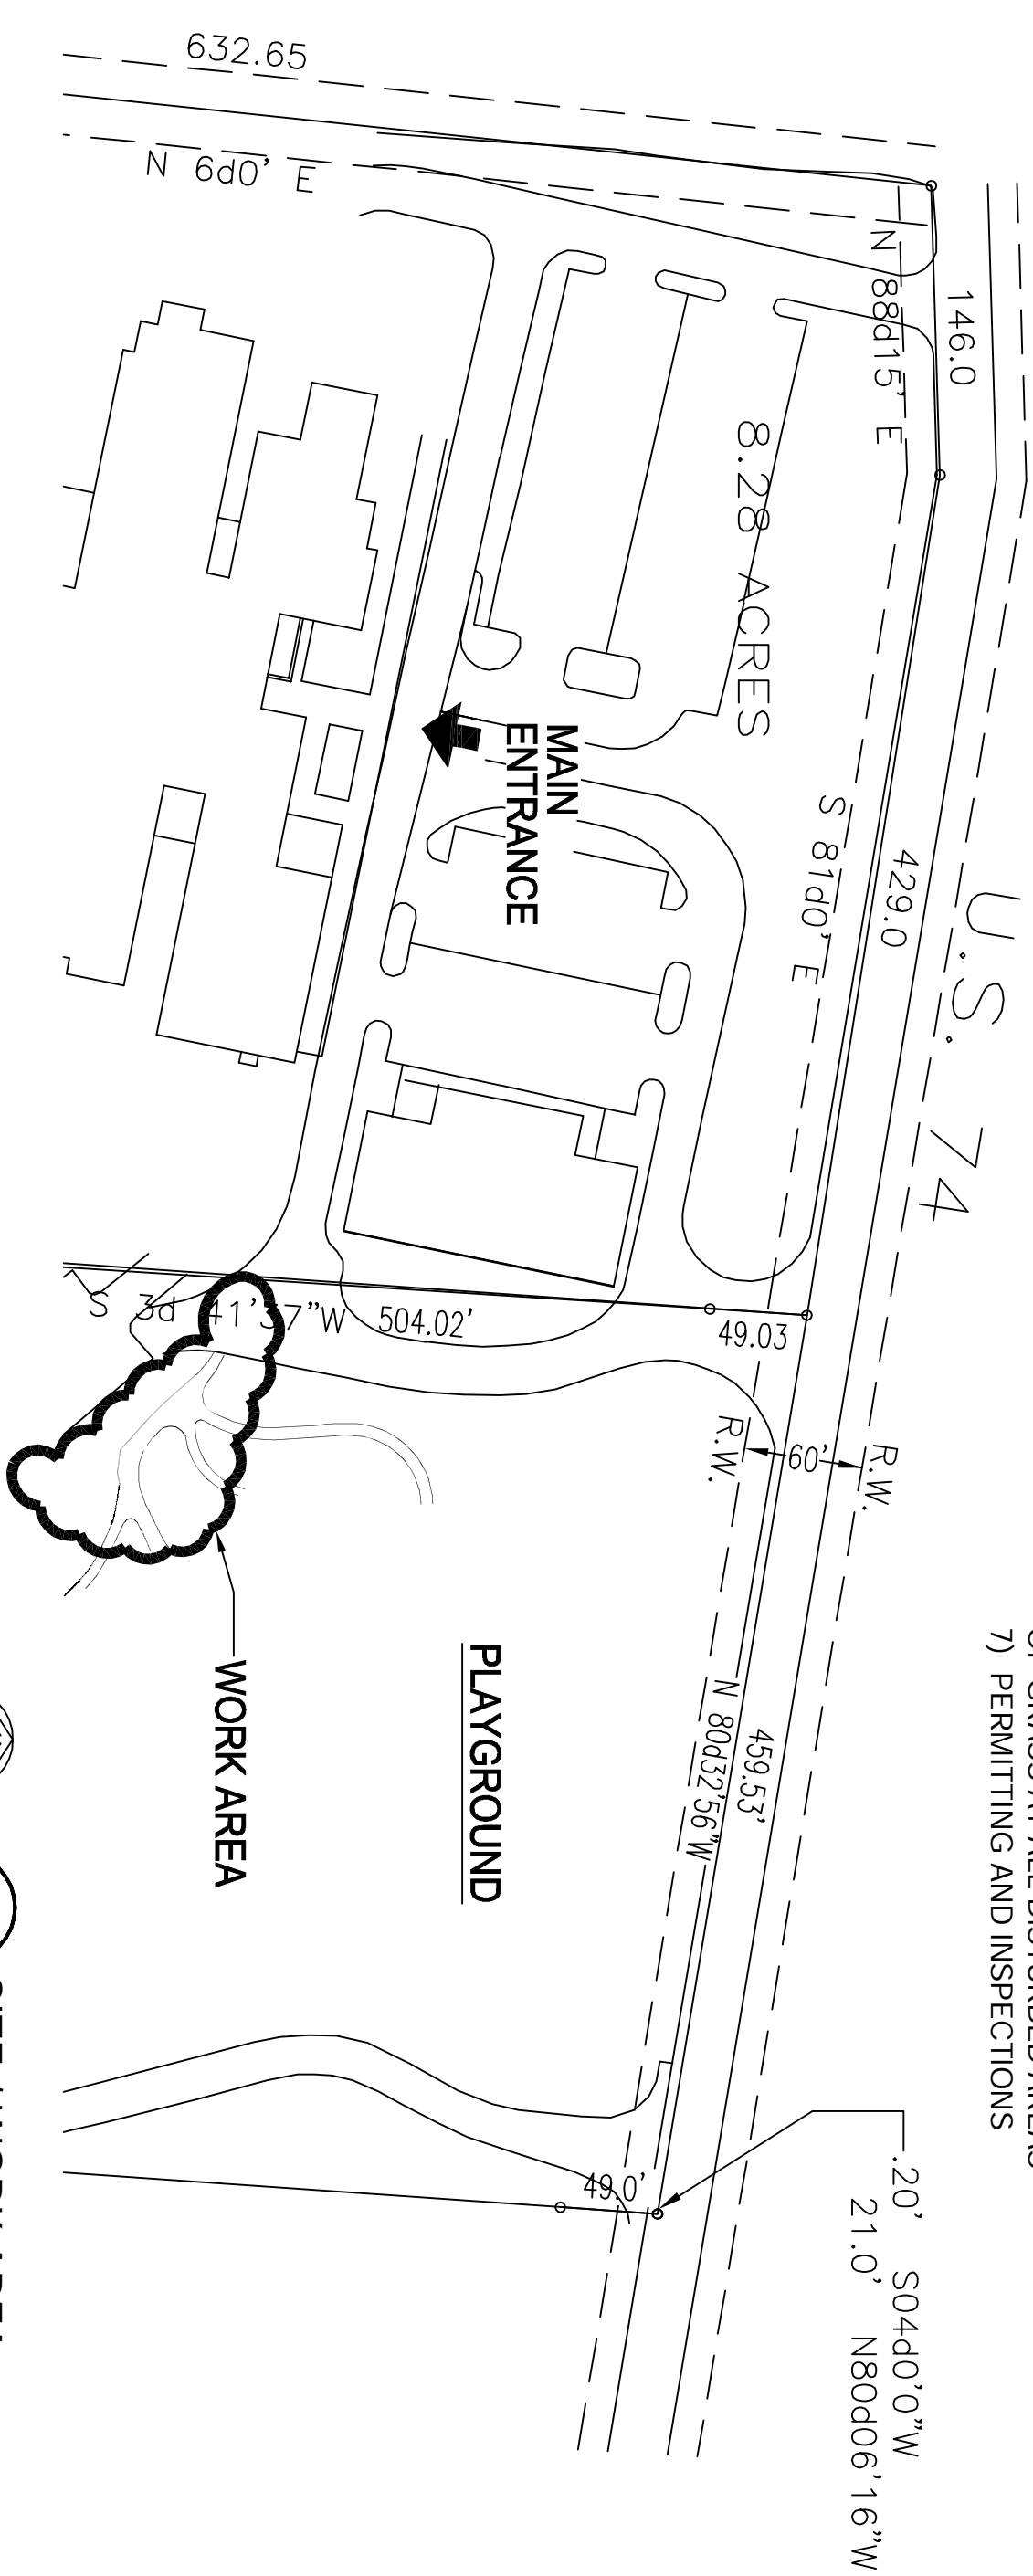 632.65
N 6d0' E
N 88d15' E
146.0
8.28 ACRES
U.S. 74
429.0
S 81d0' E
MAIN
ENTRANCE
S 3d 41'37"W 504.02'
49.03
R.W.
60'
R.W.
7) PERMITTING AND INSPECTIONS
459.53'
N 80d32'56"W
PLAYGROUND
WORK AREA
49.0'
.20' S04d0'0"W
21.0' N80d06'16"W